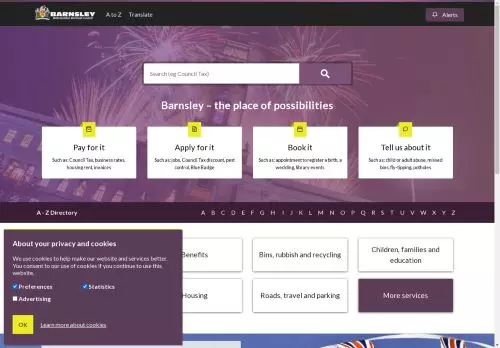 BARNSLEY
Metropolitan Borough Council
A to Z
Translate
Alerts
Search (eg Council Tax)
Barnsley – the place of possibilities
Pay for it
Such as: Council Tax, business rates,
housing rent, invoices
Apply for it
Such as: jobs, Council Tax discount, pest
control, Blue Badge
Book it
Such as: appointment to register a birth, a
wedding, library events
Tell us about it
Such as: child or adult abuse, missed
bins, fly-tipping, potholes
A - Z Directory
A B C D E F G H I J K L M N O P Q R S T U V W X Y Z
Benefits
Bins, rubbish and recycling
Children, families and
education
Housing
Roads, travel and parking
More services
About your privacy and cookies
We use cookies to help make our website and services better.
You consent to our use of cookies if you continue to use this
website.
Preferences
Statistics
Advertising
OK
Learn more about cookies